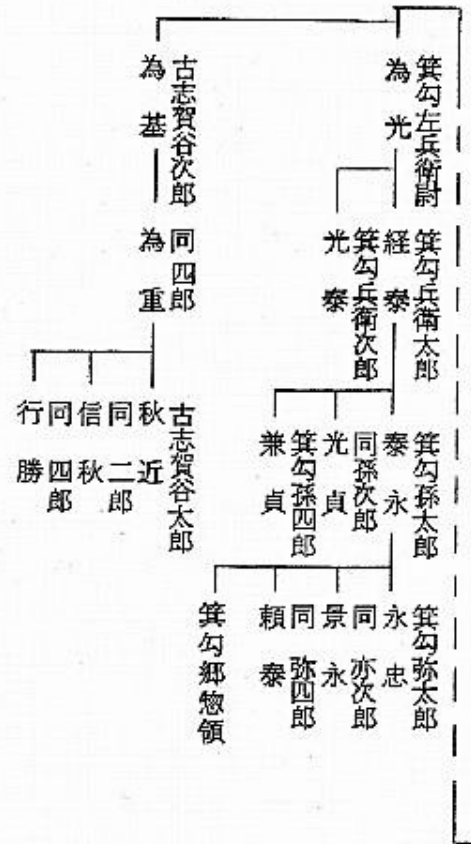 箕勾左兵衛尉
為光
箕勾兵衛太郎
経泰
箕勾兵衛次郎
光泰
箕勾孫太郎
泰永
同孫次郎
光貞
箕勾孫四郎
兼貞
箕勾弥太郎
永忠
同亦次郎
景永
同弥四郎
頼泰
箕勾郷惣領
古志賀谷次郎
為基
同四郎
為重
古志賀谷太郎
秋近
同二郎
信秋
同四郎
行勝